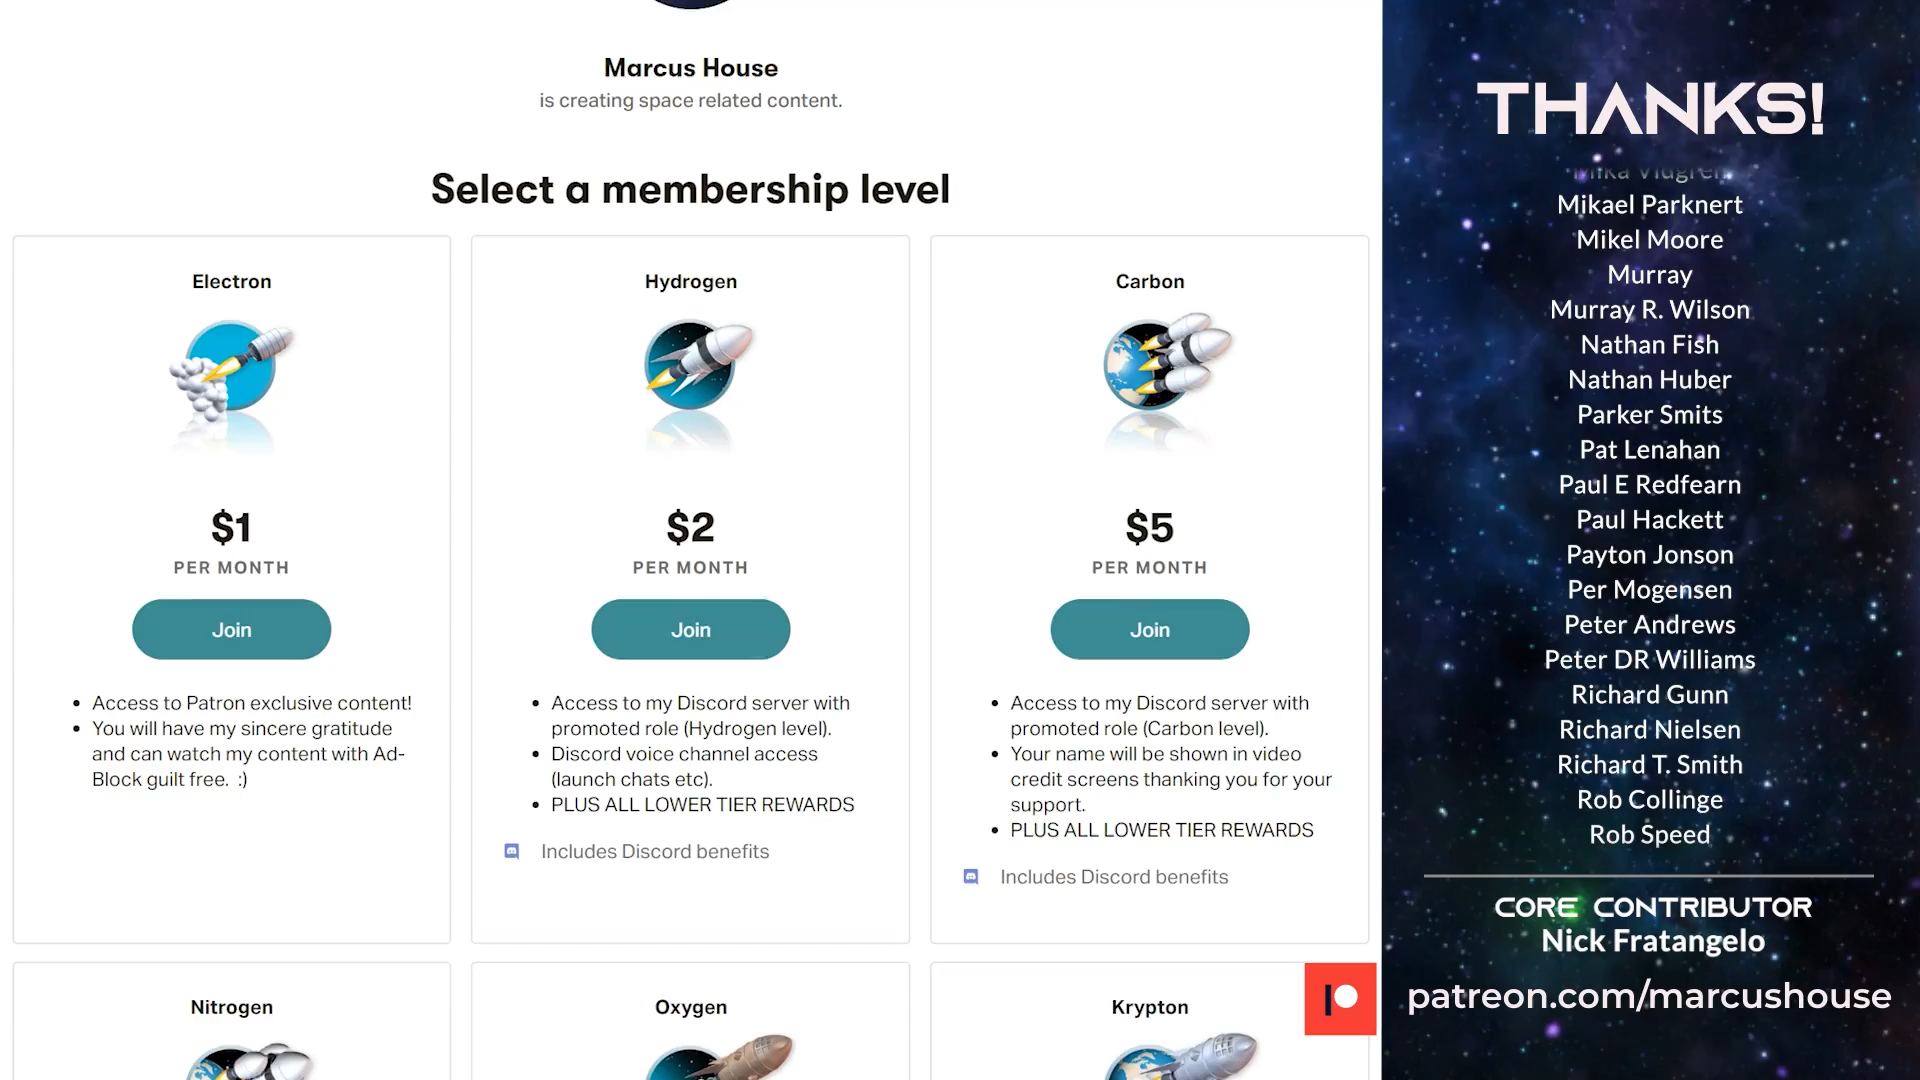 Marcus House
is creating space related content.
Select a membership level
Electron
$1
PER MONTH
Join
• Access to Patron exclusive content!
• You will have my sincere gratitude
and can watch my content with Ad-
Block guilt free.  :)
Hydrogen
$2
PER MONTH
Join
• Access to my Discord server with
promoted role (Hydrogen level).
• Discord voice channel access
(launch chats etc).
• PLUS ALL LOWER TIER REWARDS
Includes Discord benefits
Carbon
$5
PER MONTH
Join
• Access to my Discord server with
promoted role (Carbon level).
• Your name will be shown in video
credit screens thanking you for your
support.
• PLUS ALL LOWER TIER REWARDS
Includes Discord benefits
Nitrogen
Oxygen
Krypton
THANKS!
Mikael Parknert
Mikel Moore
Murray
Murray R. Wilson
Nathan Fish
Nathan Huber
Parker Smits
Pat Lenahan
Paul E Redfearn
Paul Hackett
Payton Jonson
Per Mogensen
Peter Andrews
Peter DR Williams
Richard Gunn
Richard Nielsen
Richard T. Smith
Rob Collinge
Rob Speed
CORE CONTRIBUTOR
Nick Fratangelo
patreon.com/marcushouse